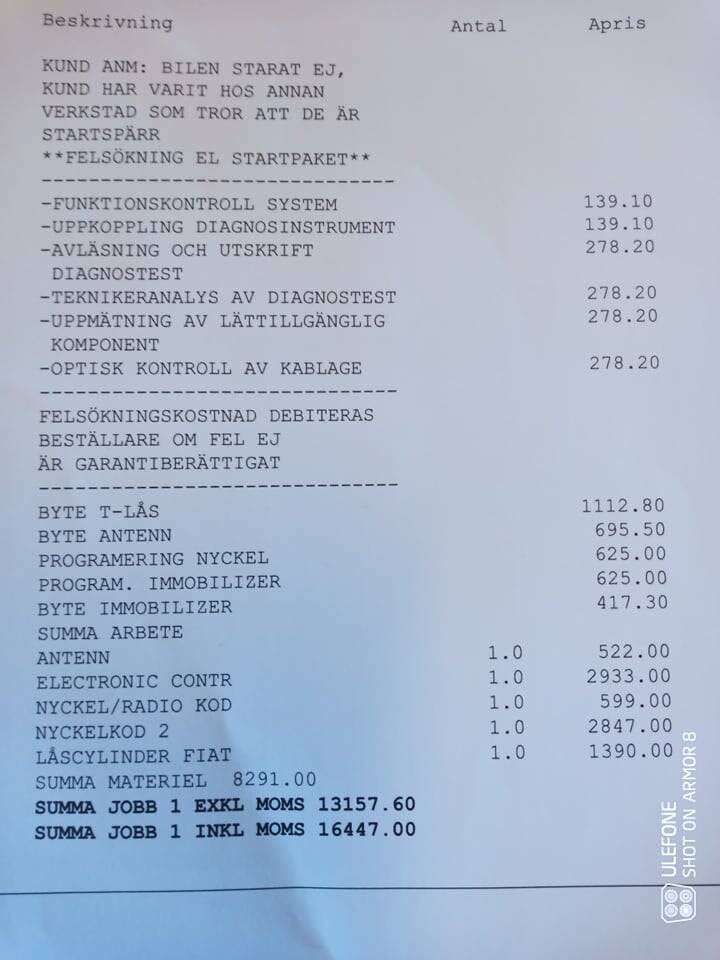 Beskrivning Antal Apris
KUND ANM: BILEN STARAT EJ,
KUND HAR VARIT HOS ANNAN
VERKSTAD SOM TROR ATT DE ÄR
STARTSPÄRR
**FELSÖKNING EL STARTPAKET**
------------------------------
-FUNKTIONSKONTROLL SYSTEM 139.10
-UPPKOPPLING DIAGNOSINSTRUMENT 139.10
-AVLÄSNING OCH UTSKRIFT 278.20
DIAGNOSTEST
-TEKNIKERANALYS AV DIAGNOSTEST 278.20
-UPPMÄTNING AV LÄTTILLGÄNGLIG 278.20
KOMPONENT
-OPTISK KONTROLL AV KABLAGE 278.20
------------------------------
FELSÖKNINGSKOSTNAD DEBITERAS
BESTÄLLARE OM FEL EJ
ÄR GARANTIBERÄTTIGAT
------------------------------
BYTE T-LÅS 1112.80
BYTE ANTENN 695.50
PROGRAMERING NYCKEL 625.00
PROGRAM. IMMOBILIZER 625.00
BYTE IMMOBILIZER 417.30
SUMMA ARBETE
ANTENN 1.0 522.00
ELECTRONIC CONTR 1.0 2933.00
NYCKEL/RADIO KOD 1.0 599.00
NYCKELKOD 2 1.0 2847.00
LÅSCYLINDER FIAT 1.0 1390.00
SUMMA MATERIEL 8291.00
SUMMA JOBB 1 EXKL MOMS 13157.60
SUMMA JOBB 1 INKL MOMS 16447.00
ULEFONE
SHOT ON ARMOR 8